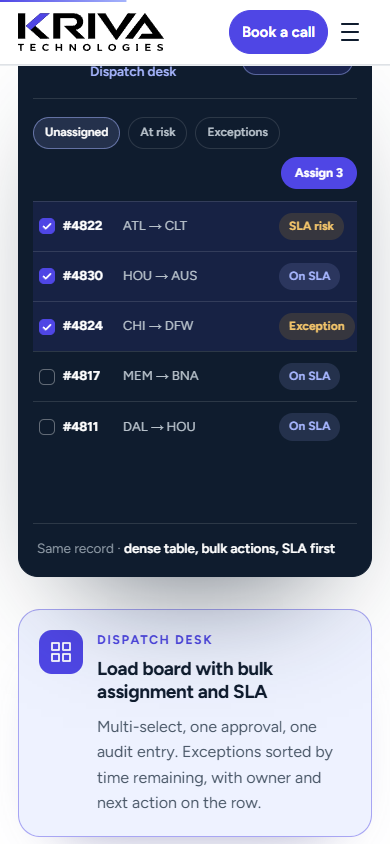 KRIVA
TECHNOLOGIES
Book a call
Dispatch desk
Unassigned At risk Exceptions
Assign 3
#4822 ATL → CLT SLA risk
#4830 HOU → AUS On SLA
#4824 CHI → DFW Exception
#4817 MEM → BNA On SLA
#4811 DAL → HOU On SLA
Same record · dense table, bulk actions, SLA first
DISPATCH DESK
Load board with bulk
assignment and SLA
Multi-select, one approval, one
audit entry. Exceptions sorted by
time remaining, with owner and
next action on the row.